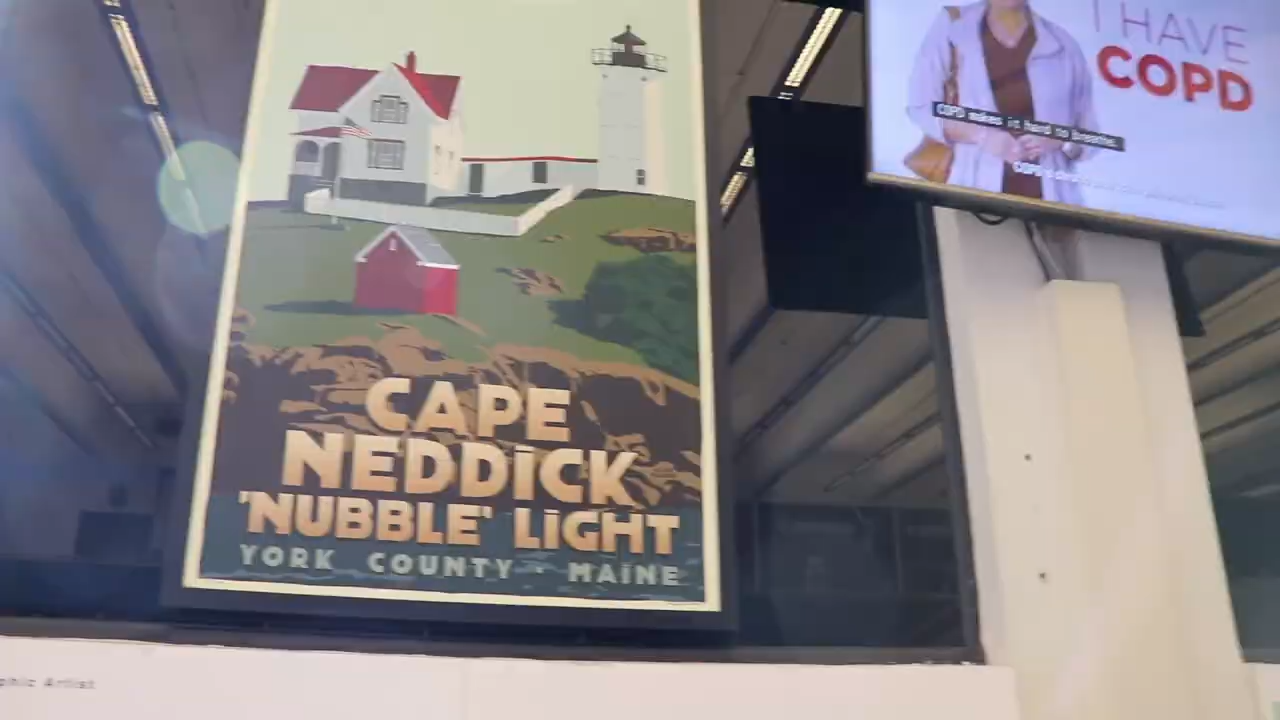 CAPE
NEDDiCK
'NUBBLE' LiGHT
YORK COUNTY · MAiNE
I HAVE
COPD
COPD makes it hard to breathe.
phic Artist